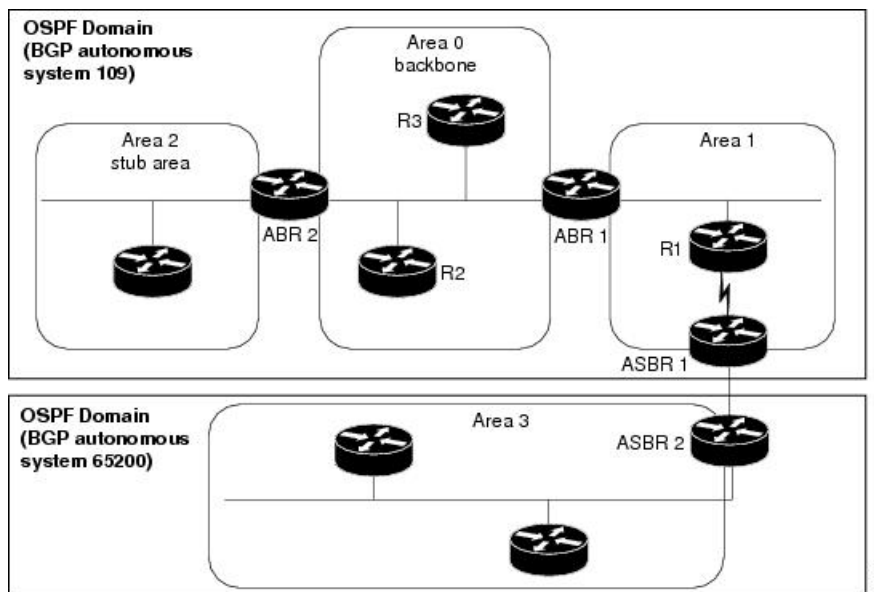 OSPF Domain
(BGP autonomous
system 109)
Area 0
backbone
R3
Area 2
stub area
Area 1
ABR 2
ABR 1
R2
R1
ASBR 1
OSPF Domain
(BGP autonomous
system 65200)
Area 3
ASBR 2